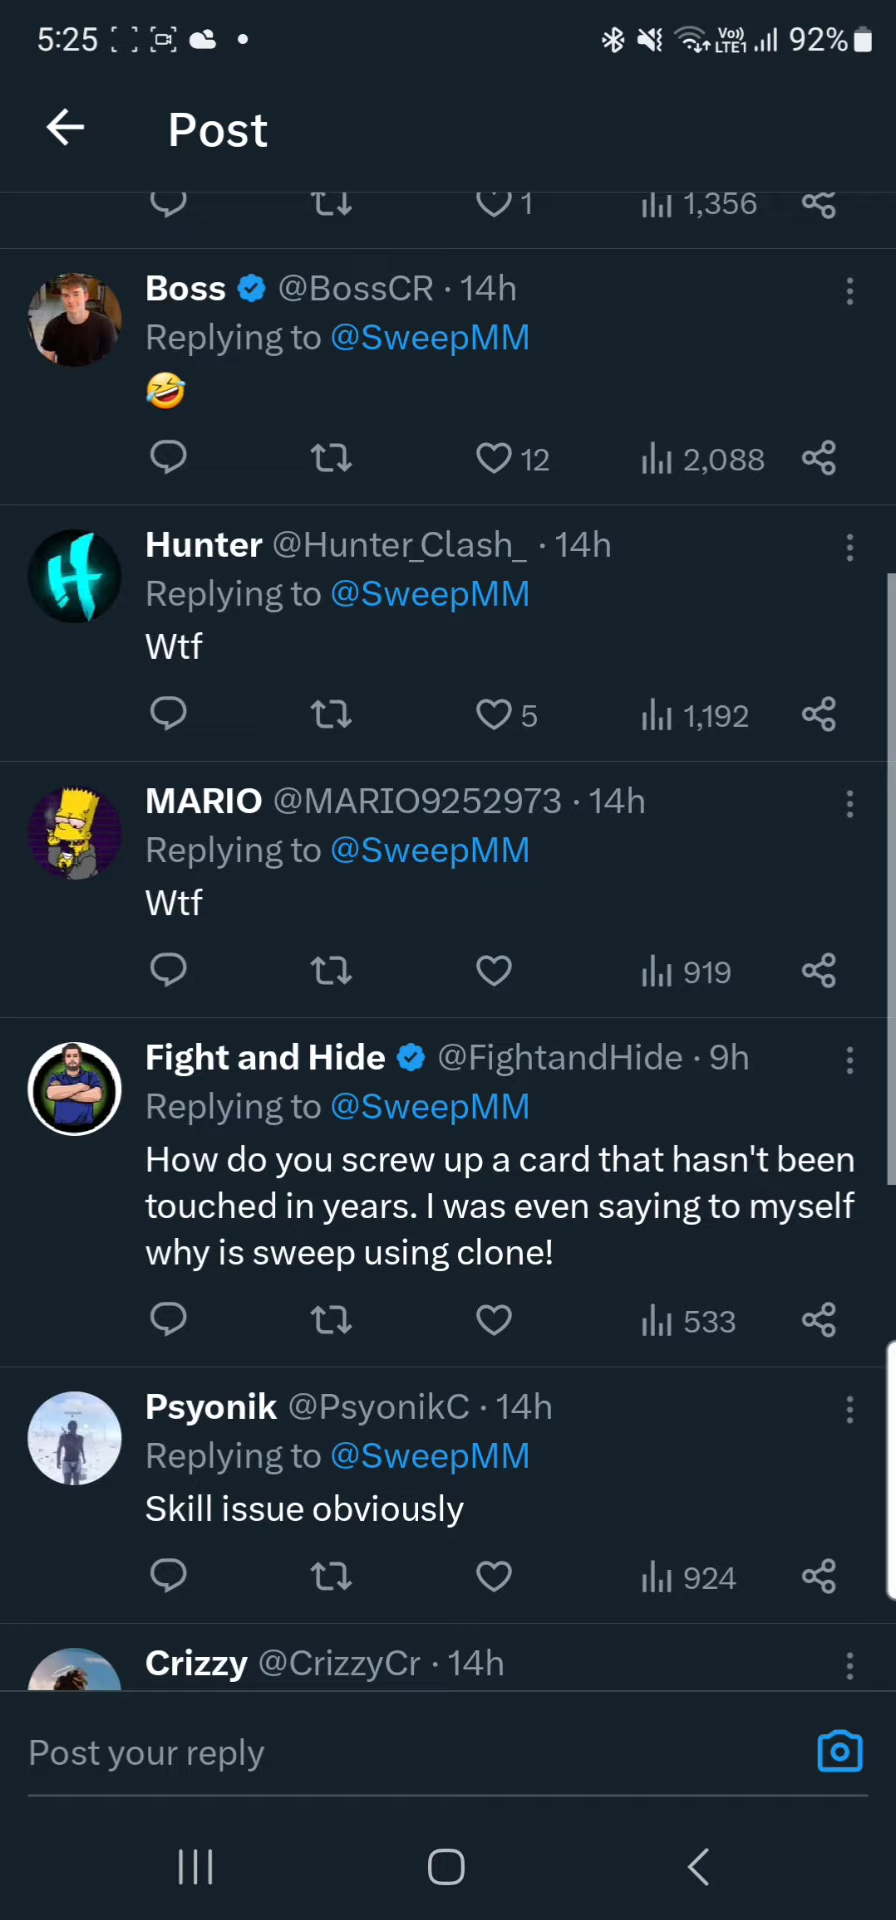 5:25
Vo))
LTE1
92%
Post
1
1,356
Boss @BossCR · 14h
Replying to @SweepMM
🤣
12
2,088
Hunter @Hunter_Clash_ · 14h
Replying to @SweepMM
Wtf
5
1,192
MARIO @MARIO9252973 · 14h
Replying to @SweepMM
Wtf
919
Fight and Hide @FightandHide · 9h
Replying to @SweepMM
How do you screw up a card that hasn't been
touched in years. I was even saying to myself
why is sweep using clone!
533
Psyonik @PsyonikC · 14h
Replying to @SweepMM
Skill issue obviously
924
Crizzy @CrizzyCr · 14h
Post your reply